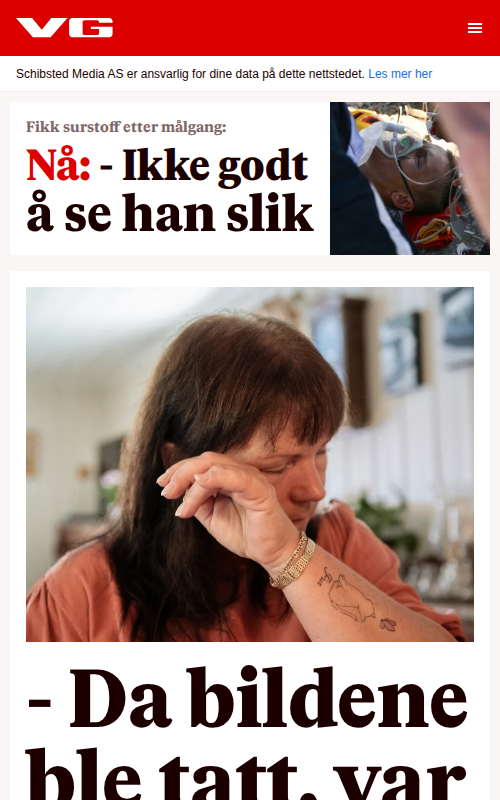 VG
Schibsted Media AS er ansvarlig for dine data på dette nettstedet. Les mer her
Fikk surstoff etter målgang:
Nå: - Ikke godt
å se han slik
- Da bildene
ble tatt, var